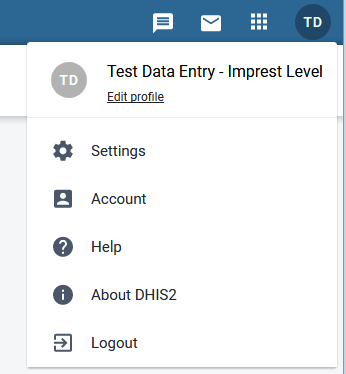 TD
TD
Test Data Entry - Imprest Level
Edit profile
Settings
Account
Help
About DHIS2
Logout